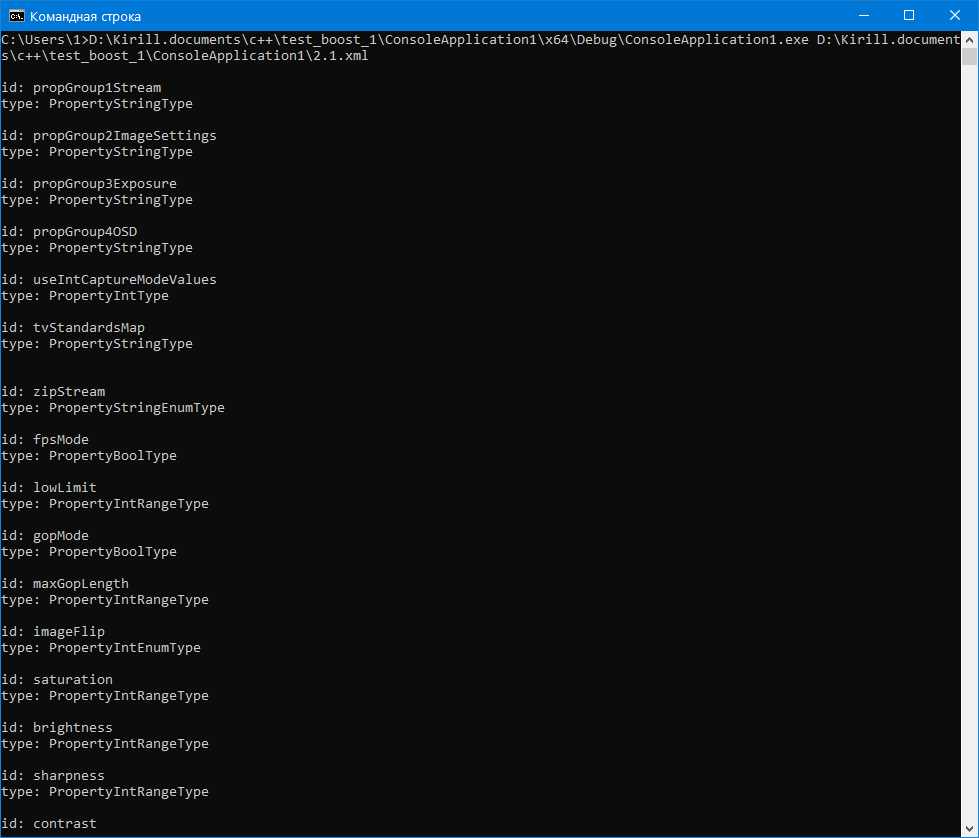 Командная строка
C:\Users\1>D:\Kirill.documents\c++\test_boost_1\ConsoleApplication1\x64\Debug\ConsoleApplication1.exe D:\Kirill.document
s\c++\test_boost_1\ConsoleApplication1\2.1.xml
id: propGroup1Stream
type: PropertyStringType
id: propGroup2ImageSettings
type: PropertyStringType
id: propGroup3Exposure
type: PropertyStringType
id: propGroup4OSD
type: PropertyStringType
id: useIntCaptureModeValues
type: PropertyIntType
id: tvStandardsMap
type: PropertyStringType
id: zipStream
type: PropertyStringEnumType
id: fpsMode
type: PropertyBoolType
id: lowLimit
type: PropertyIntRangeType
id: gopMode
type: PropertyBoolType
id: maxGopLength
type: PropertyIntRangeType
id: imageFlip
type: PropertyIntEnumType
id: saturation
type: PropertyIntRangeType
id: brightness
type: PropertyIntRangeType
id: sharpness
type: PropertyIntRangeType
id: contrast